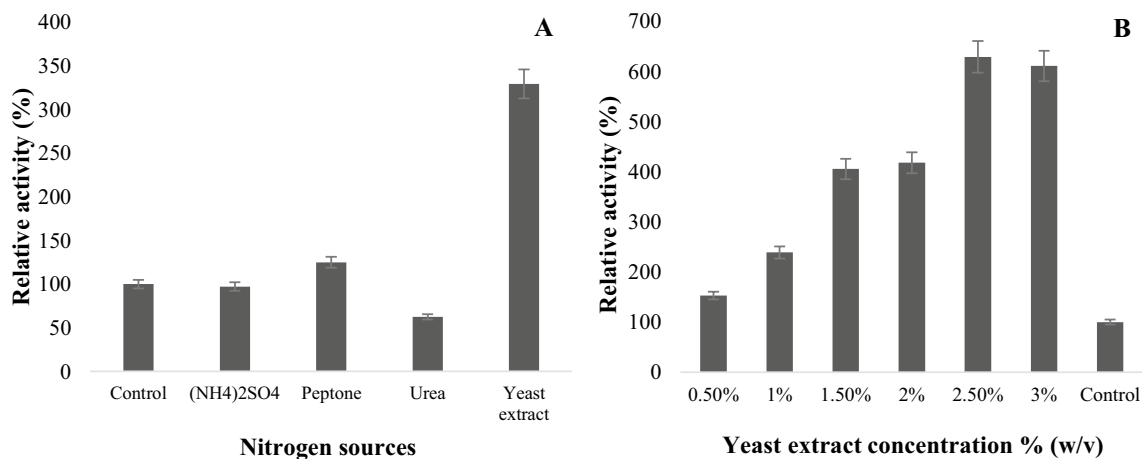 A
Relative activity (%)
400
350
300
250
200
150
100
50
0
Control (NH4)2SO4 Peptone Urea Yeast
extract
Nitrogen sources
B
Relative activity (%)
700
600
500
400
300
200
100
0
0.50% 1% 1.50% 2% 2.50% 3% Control
Yeast extract concentration % (w/v)